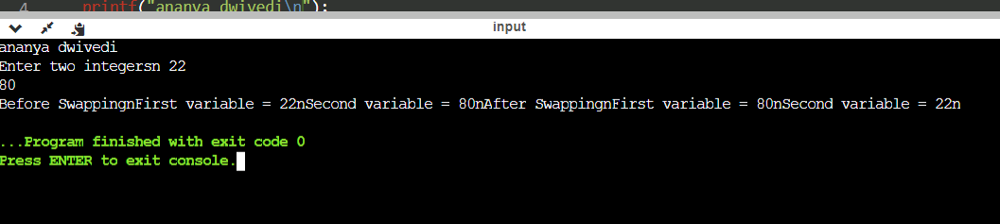 4 printf("ananya dwivedi\n");
input
ananya dwivedi
Enter two integersn 22
80
Before SwappingnFirst variable = 22nSecond variable = 80nAfter SwappingnFirst variable = 80nSecond variable = 22n
...Program finished with exit code 0
Press ENTER to exit console.